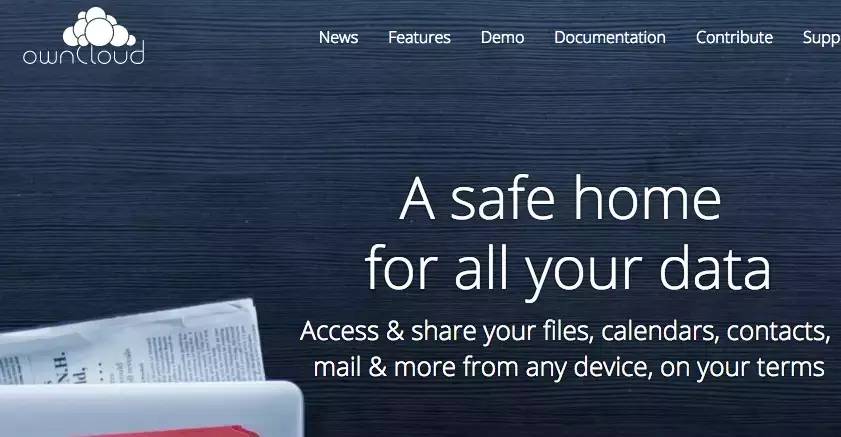 ownCloud
News Features Demo Documentation Contribute Supp
A safe home
for all your data
Access & share your files, calendars, contacts,
mail & more from any device, on your terms
N.H.